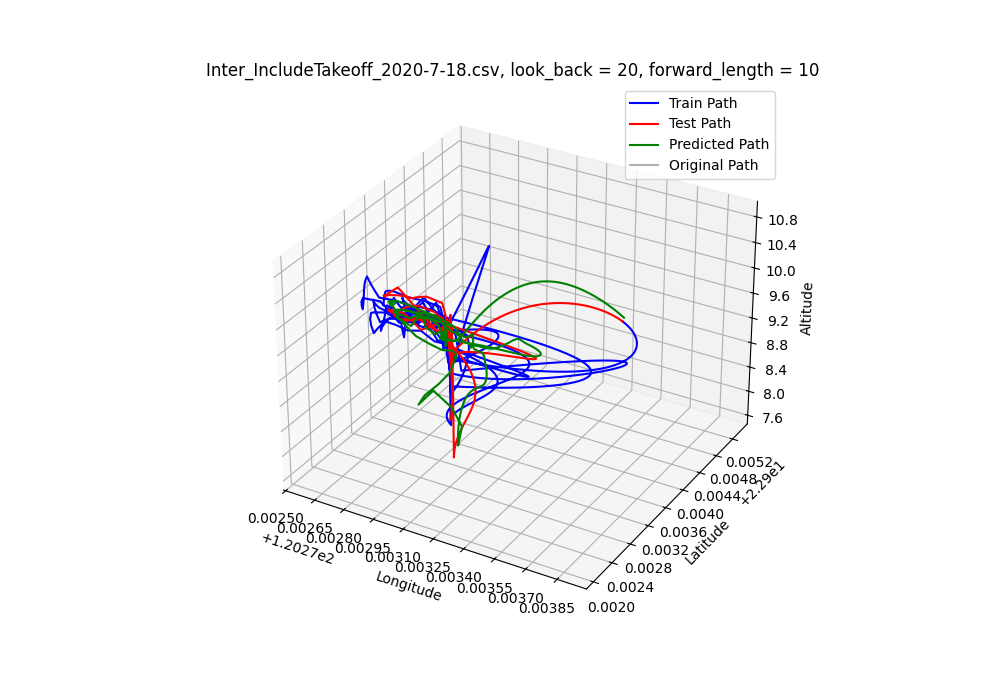 Inter_IncludeTakeoff_2020-7-18.csv, look_back = 20, forward_length = 10
Train Path
Test Path
Predicted Path
Original Path
10.8
10.4
10.0
9.6
9.2
8.8
8.4
8.0
7.6
Altitude
0.0052
0.0048
0.0044
0.0040
0.0036
0.0032
0.0028
0.0024
0.0020
+2.29e1
Latitude
0.00250
0.00265
0.00280
0.00295
0.00310
0.00325
0.00340
0.00355
0.00370
0.00385
+1.2027e2
Longitude